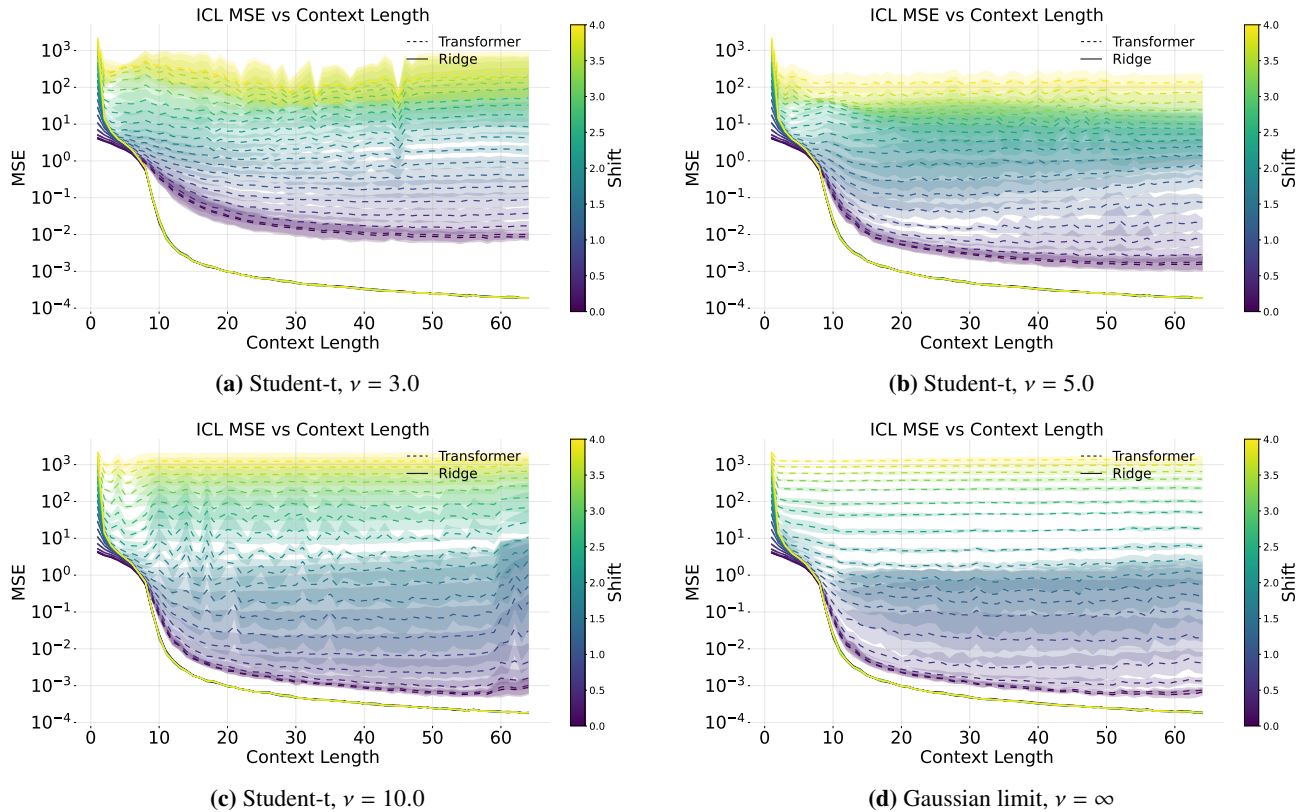 ICL MSE vs Context Length
MSE
10³
10²
10¹
10⁰
10⁻¹
10⁻²
10⁻³
10⁻⁴
Transformer
Ridge
0 10 20 30 40 50 60
Context Length
4.0
3.5
3.0
2.5
2.0
1.5
1.0
0.5
0.0
Shift
(a) Student-t, ν = 3.0
ICL MSE vs Context Length
MSE
10³
10²
10¹
10⁰
10⁻¹
10⁻²
10⁻³
10⁻⁴
Transformer
Ridge
0 10 20 30 40 50 60
Context Length
4.0
3.5
3.0
2.5
2.0
1.5
1.0
0.5
0.0
Shift
(b) Student-t, ν = 5.0
ICL MSE vs Context Length
MSE
10³
10²
10¹
10⁰
10⁻¹
10⁻²
10⁻³
10⁻⁴
Transformer
Ridge
0 10 20 30 40 50 60
Context Length
4.0
3.5
3.0
2.5
2.0
1.5
1.0
0.5
0.0
Shift
(c) Student-t, ν = 10.0
ICL MSE vs Context Length
MSE
10³
10²
10¹
10⁰
10⁻¹
10⁻²
10⁻³
10⁻⁴
Transformer
Ridge
0 10 20 30 40 50 60
Context Length
4.0
3.5
3.0
2.5
2.0
1.5
1.0
0.5
0.0
Shift
(d) Gaussian limit, ν = ∞